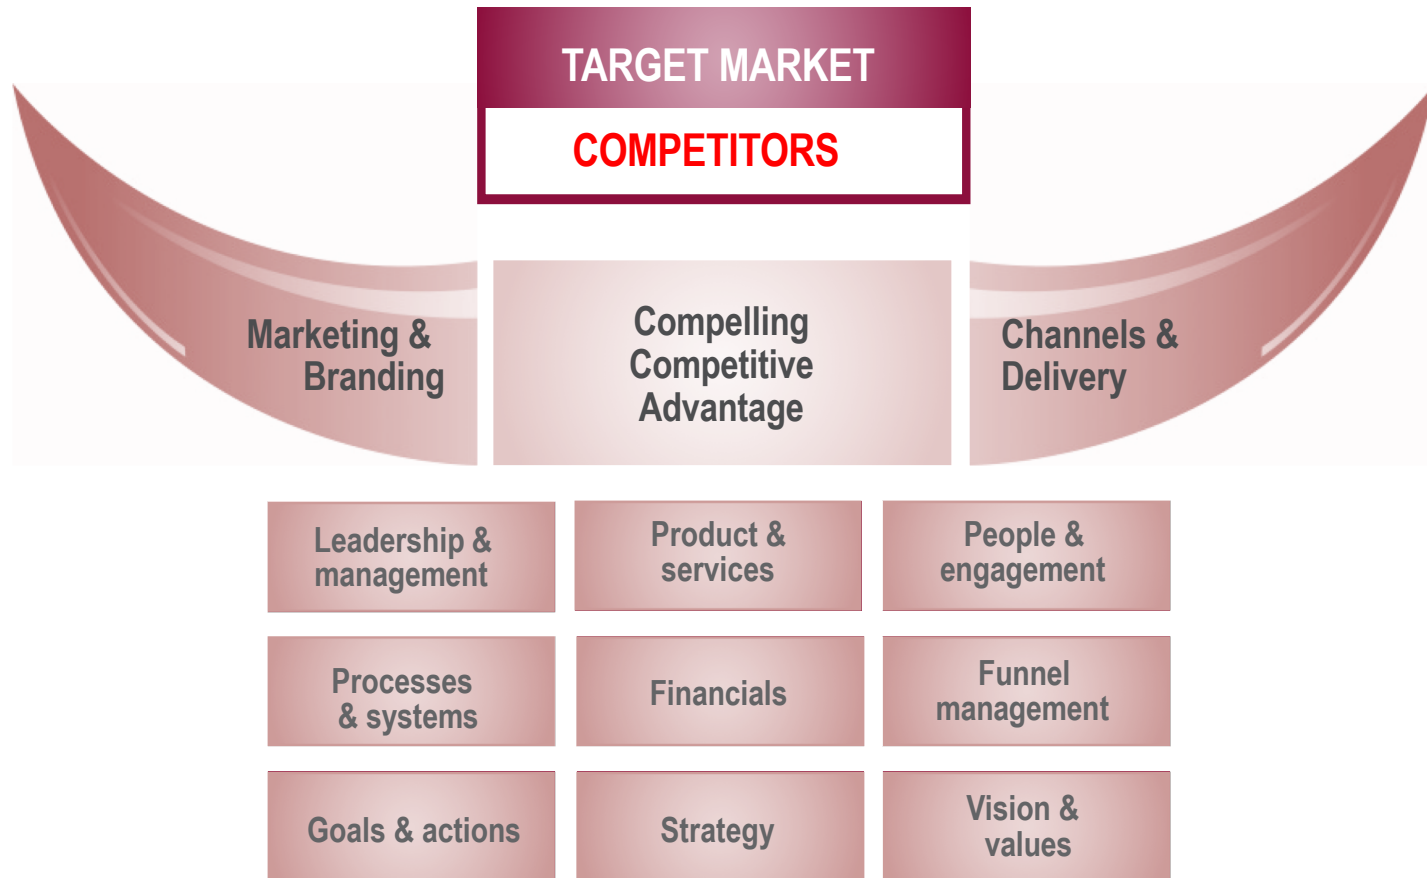 TARGET MARKET
COMPETITORS
Marketing &
Branding
Compelling
Competitive
Advantage
Channels &
Delivery
Leadership &
management
Product &
services
People &
engagement
Processes
& systems
Financials
Funnel
management
Goals & actions
Strategy
Vision &
values